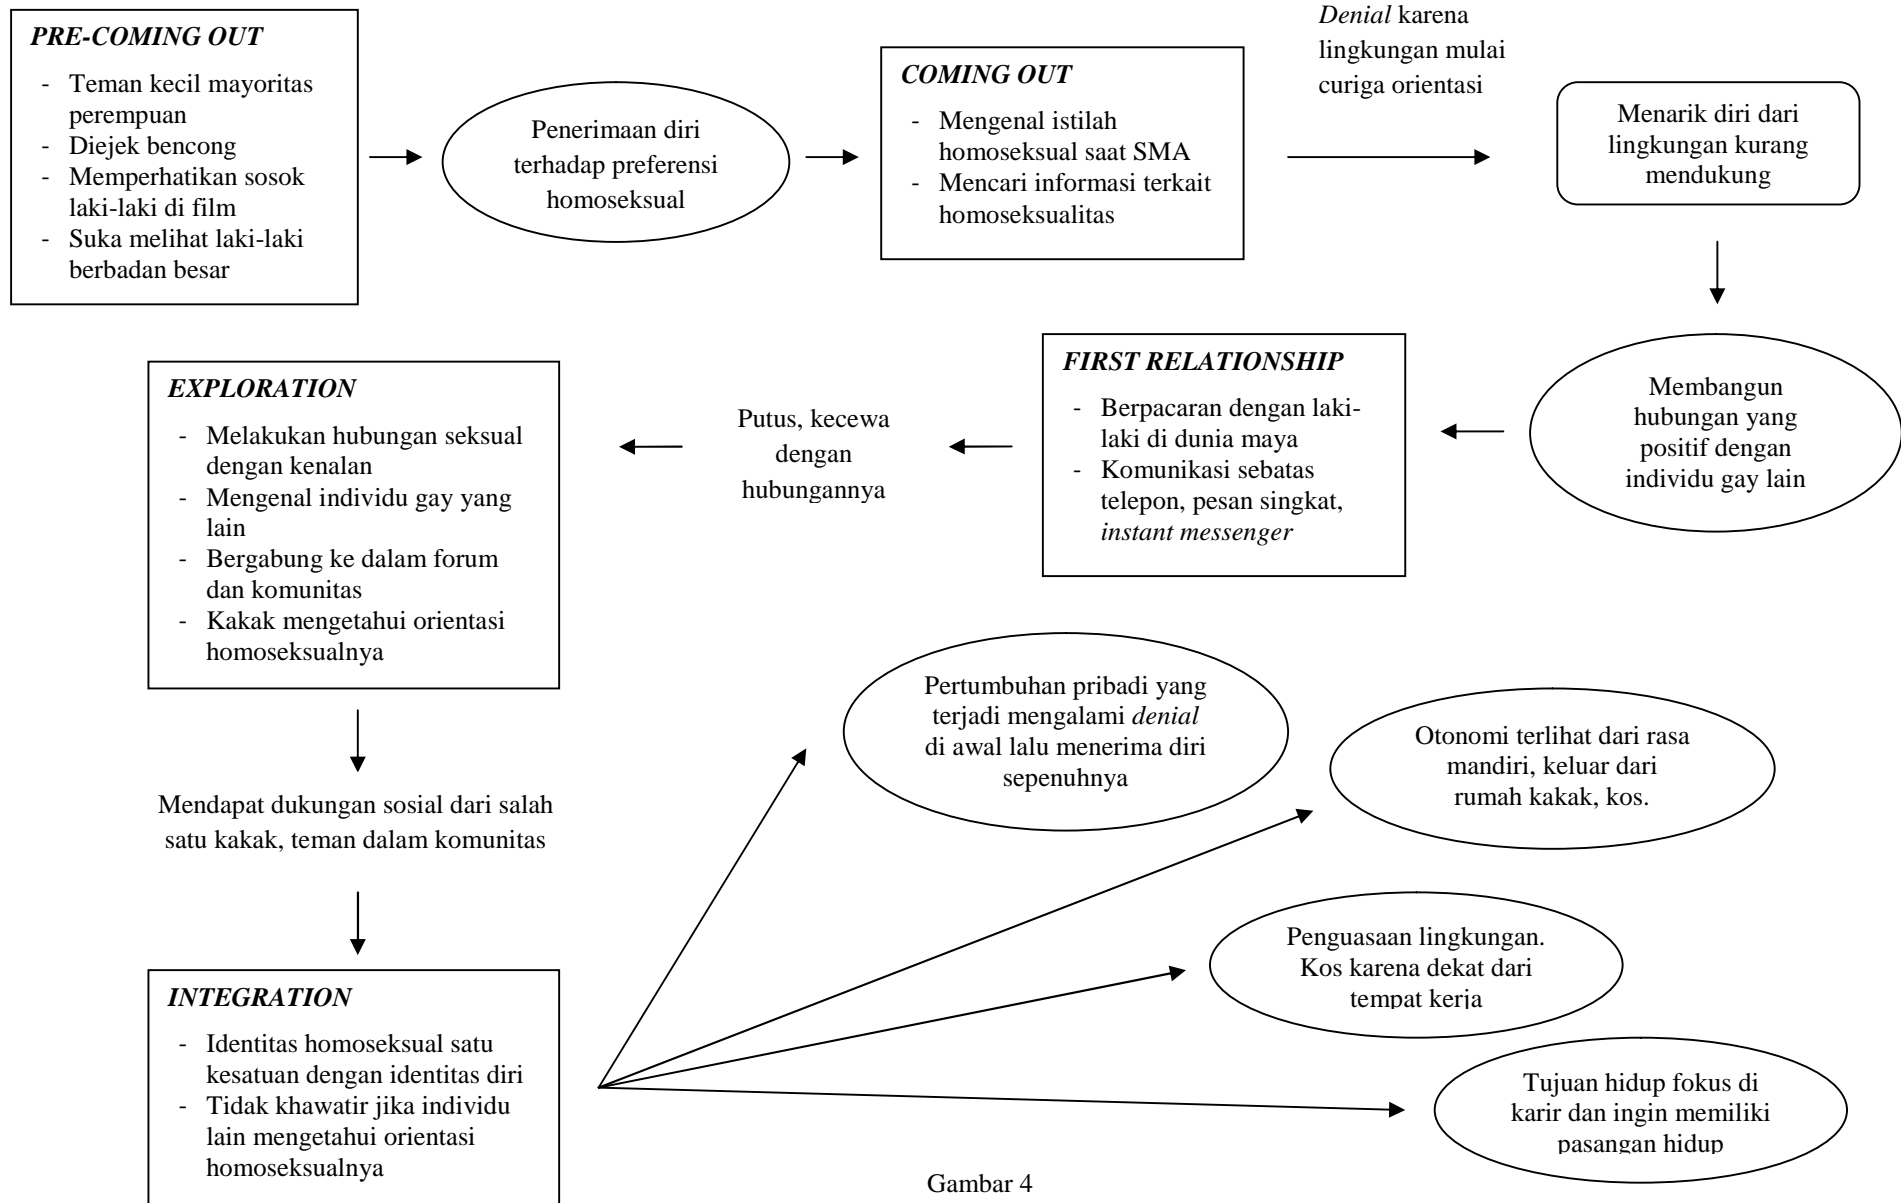 PRE-COMING OUT
- Teman kecil mayoritas
perempuan
- Diejek bencong
- Memperhatikan sosok
laki-laki di film
- Suka melihat laki-laki
berbadan besar
Penerimaan diri
terhadap preferensi
homoseksual
COMING OUT
- Mengenal istilah
homoseksual saat SMA
- Mencari informasi terkait
homoseksualitas
Denial karena
lingkungan mulai
curiga orientasi
Menarik diri dari
lingkungan kurang
mendukung
Membangun
hubungan yang
positif dengan
individu gay lain
FIRST RELATIONSHIP
- Berpacaran dengan laki-
laki di dunia maya
- Komunikasi sebatas
telepon, pesan singkat,
instant messenger
Putus, kecewa
dengan
hubungannya
EXPLORATION
- Melakukan hubungan seksual
dengan kenalan
- Mengenal individu gay yang
lain
- Bergabung ke dalam forum
dan komunitas
- Kakak mengetahui orientasi
homoseksualnya
Mendapat dukungan sosial dari salah
satu kakak, teman dalam komunitas
INTEGRATION
- Identitas homoseksual satu
kesatuan dengan identitas diri
- Tidak khawatir jika individu
lain mengetahui orientasi
homoseksualnya
Pertumbuhan pribadi yang
terjadi mengalami denial
di awal lalu menerima diri
sepenuhnya
Otonomi terlihat dari rasa
mandiri, keluar dari
rumah kakak, kos.
Penguasaan lingkungan.
Kos karena dekat dari
tempat kerja
Tujuan hidup fokus di
karir dan ingin memiliki
pasangan hidup
Gambar 4